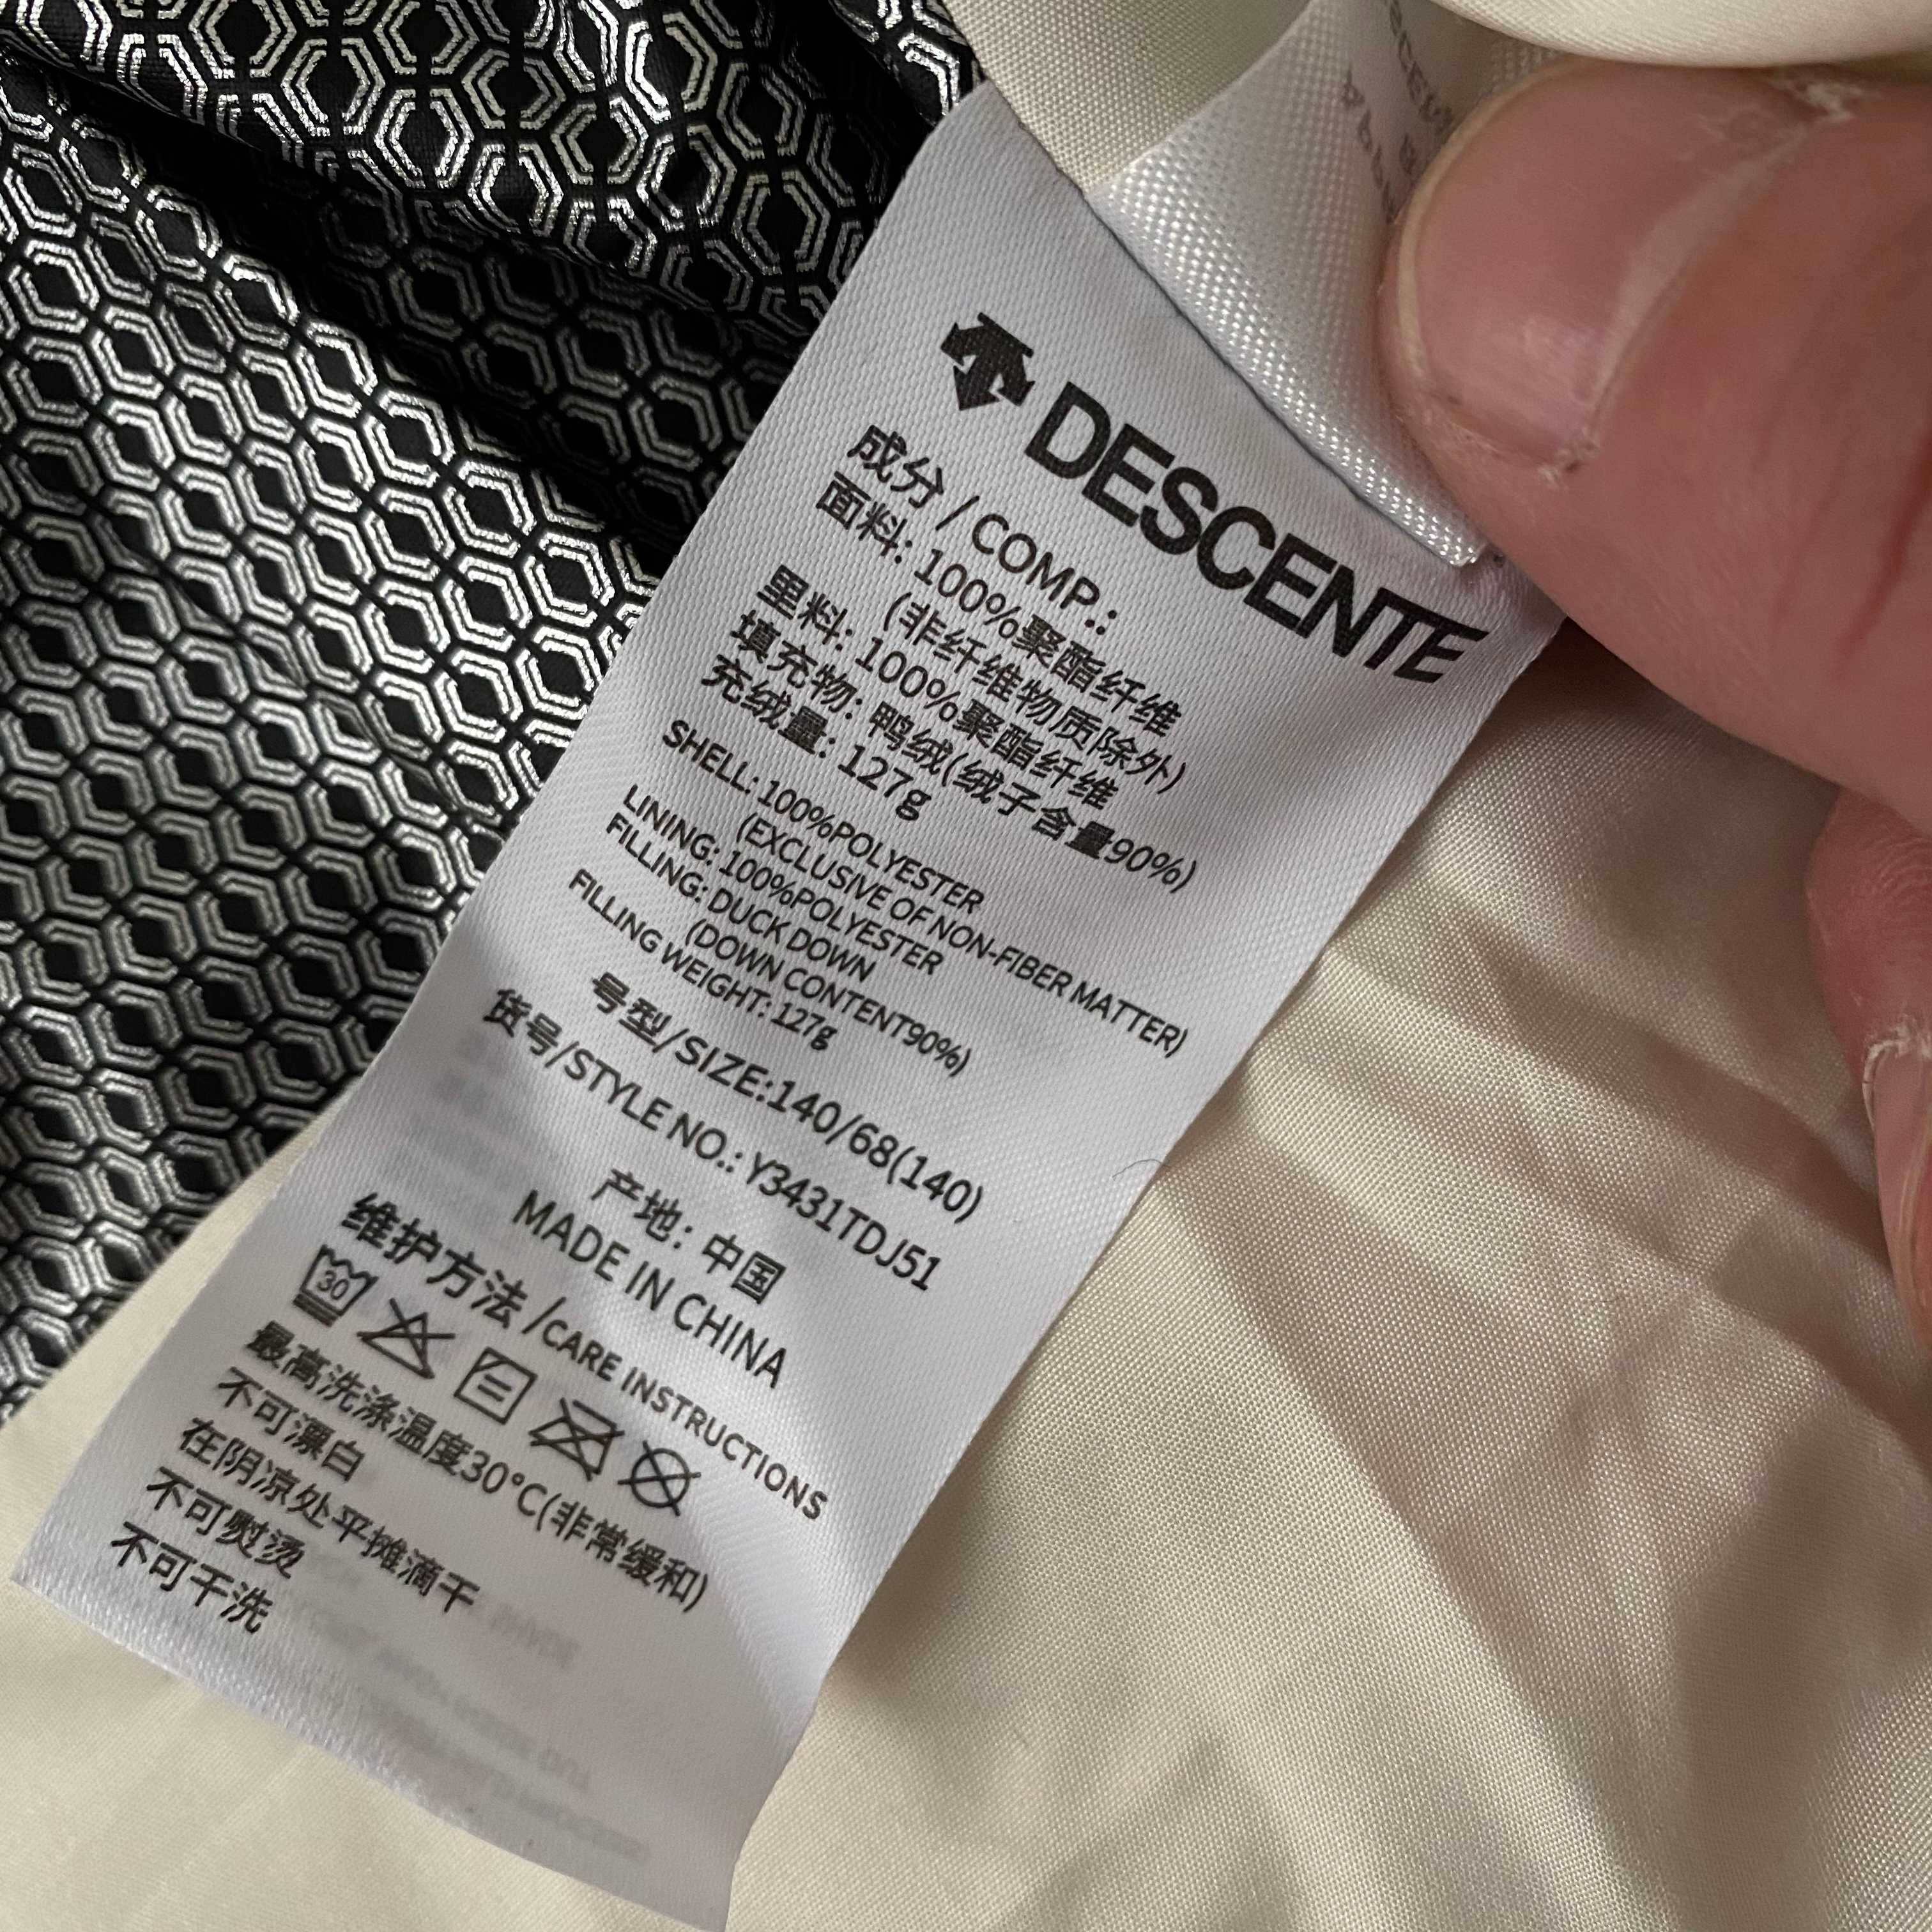 DESCENTE
成分 / COMP.:
面料: 100%聚酯纤维
(非纤维物质除外)
里料: 100%聚酯纤维
填充物: 鸭绒(绒子含量90%)
充绒量: 127g
SHELL: 100%POLYESTER
(EXCLUSIVE OF NON-FIBER MATTER)
LINING: 100%POLYESTER
FILLING: DUCK DOWN
(DOWN CONTENT90%)
FILLING WEIGHT: 127g
号型/SIZE:140/68(140)
货号/STYLE NO.: Y3431TDJ51
产地: 中国
MADE IN CHINA
维护方法 /CARE INSTRUCTIONS
30
最高洗涤温度30°C(非常缓和)
不可漂白
在阴凉处平摊滴干
不可熨烫
不可干洗